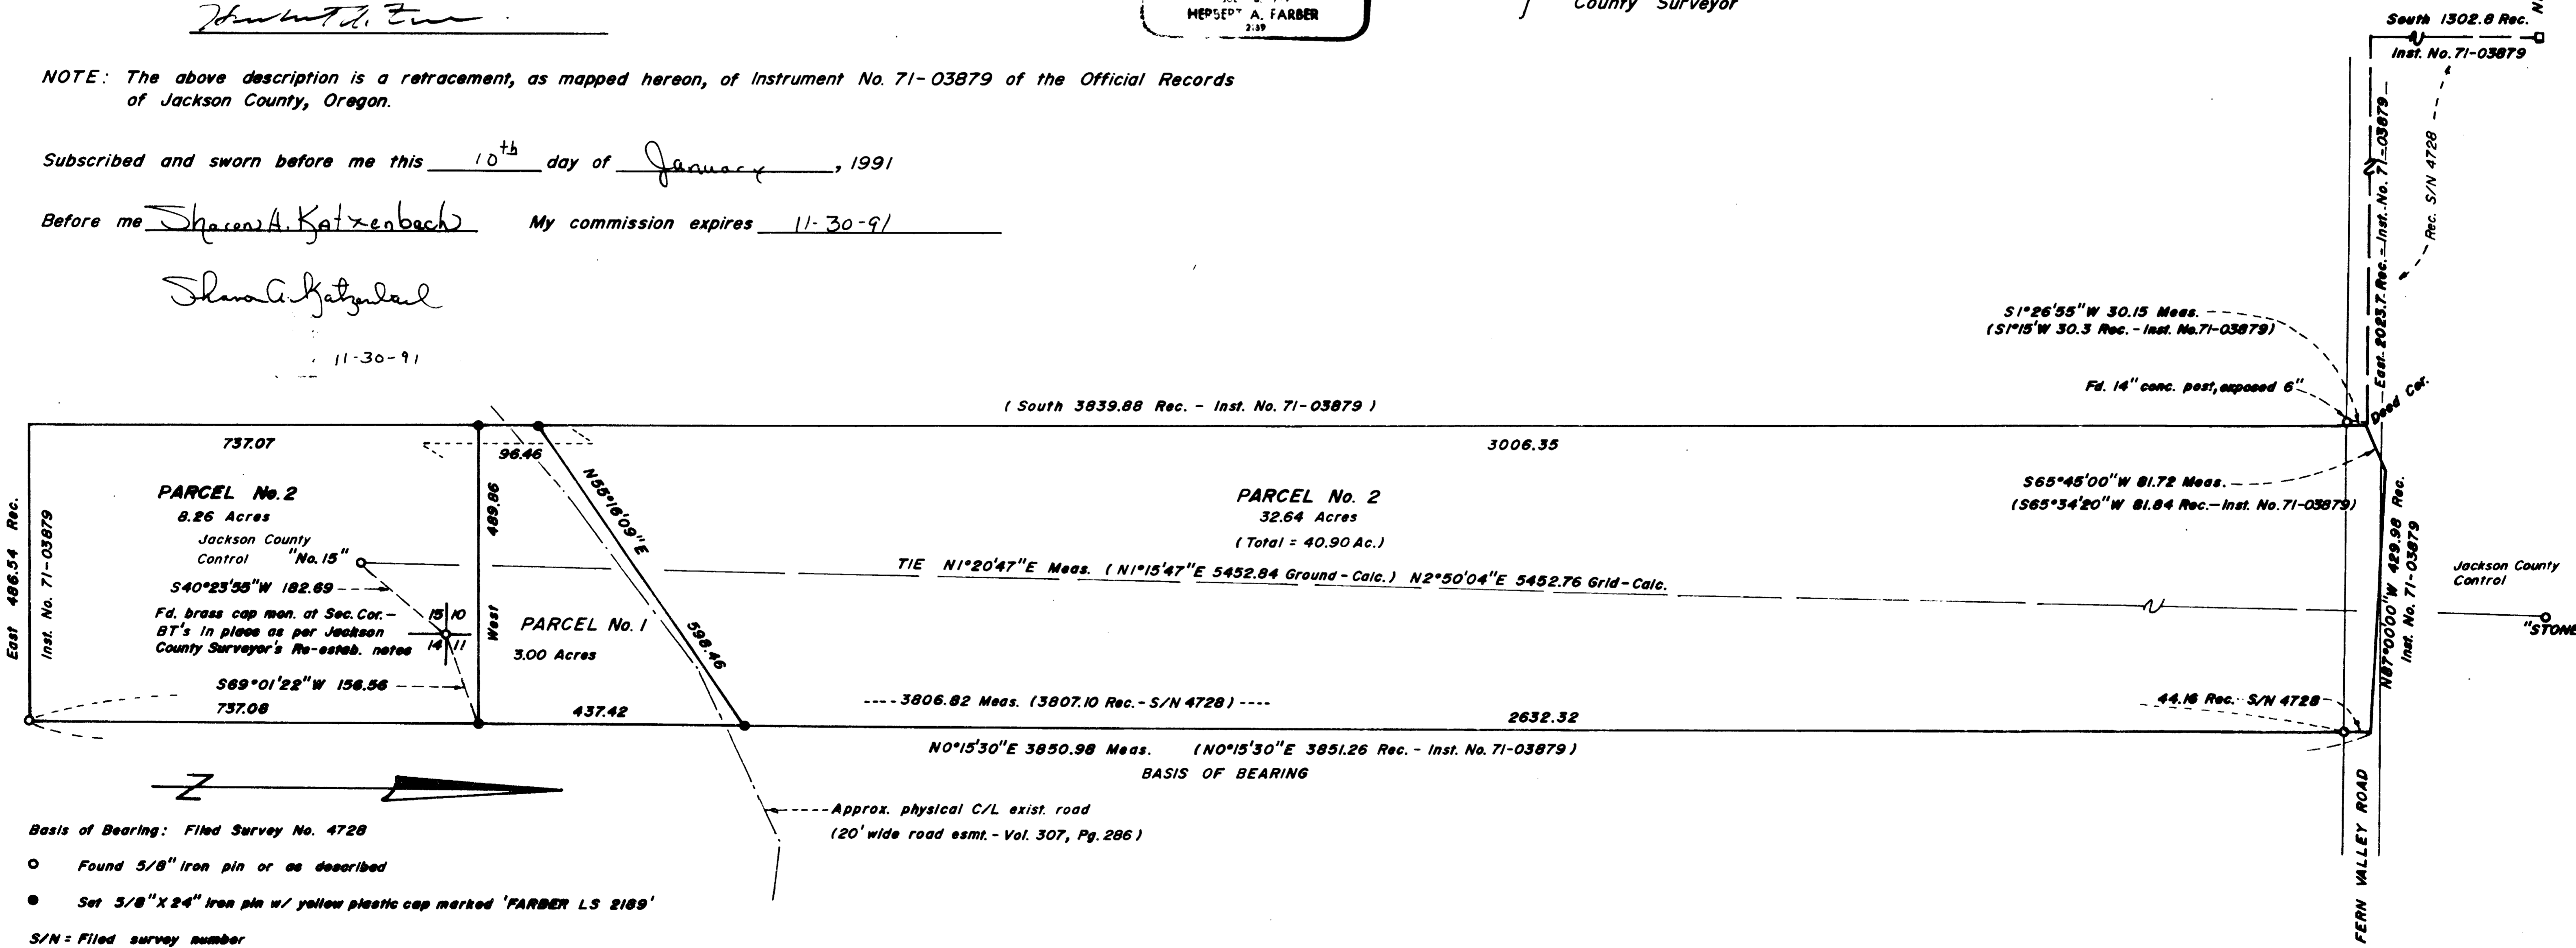 HERBERT A. FARBER
2189
County Surveyor
NOTE: The above description is a retracement, as mapped hereon, of Instrument No. 71-03879 of the Official Records
of Jackson County, Oregon.
Subscribed and sworn before me this 10th day of January, 1991
Before me Sharon A. Katzenbach My commission expires 11-30-91
Sharon A. Katzenbach
11-30-91
South 1302.8 Rec.
Inst. No. 71-03879
East 2023.7 Rec. - Inst. No. 71-03879
Rec. S/N 4728
S1°26'55"W 30.15 Meas.
(S1°15'W 30.3 Rec. - Inst. No. 71-03879)
Fd. 14" conc. post, exposed 6"
Deed Cor.
( South 3839.88 Rec. - Inst. No. 71-03879 )
737.07
96.46
3006.35
East 486.54 Rec.
Inst. No. 71-03879
PARCEL No. 2
8.26 Acres
Jackson County
Control "No. 15"
S40°23'55"W 182.69
Fd. brass cap mon. at Sec. Cor. -
BT's in place as per Jackson
County Surveyor's Re-estab. notes
15 10
14 11
S69°01'22"W 156.56
737.08
489.86
West
N55°16'09"E
598.46
PARCEL No. 1
3.00 Acres
437.42
PARCEL No. 2
32.64 Acres
( Total = 40.90 Ac.)
TIE N1°20'47"E Meas. ( N1°15'47"E 5452.84 Ground - Calc.) N2°50'04"E 5452.76 Grid - Calc.
S65°45'00"W 81.72 Meas.
(S65°34'20"W 81.84 Rec. - Inst. No. 71-03879)
N87°00'00"W 429.98 Rec.
Inst. No. 71-03879
Jackson County
Control
"STONE
3806.82 Meas. (3807.10 Rec. - S/N 4728)
2632.32
44.16 Rec. S/N 4728
N0°15'30"E 3850.98 Meas. (N0°15'30"E 3851.26 Rec. - Inst. No. 71-03879 )
BASIS OF BEARING
Z
Approx. physical C/L exist. road
(20' wide road esmt. - Vol. 307, Pg. 286 )
FERN VALLEY ROAD
Basis of Bearing: Filed Survey No. 4728
Found 5/8" iron pin or as described
Set 5/8" X 24" iron pin w/ yellow plastic cap marked 'FARBER LS 2189'
S/N = Filed survey number